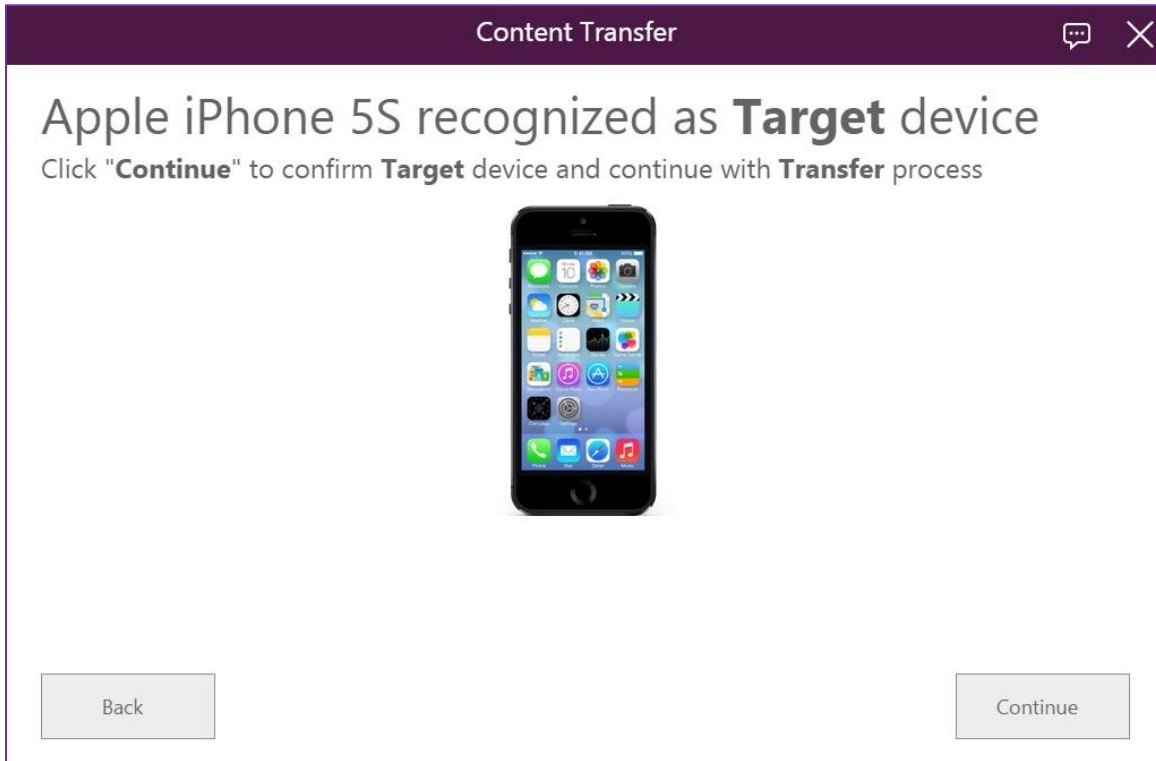 Content Transfer
Apple iPhone 5S recognized as Target device
Click "Continue" to confirm Target device and continue with Transfer process
Back
Continue